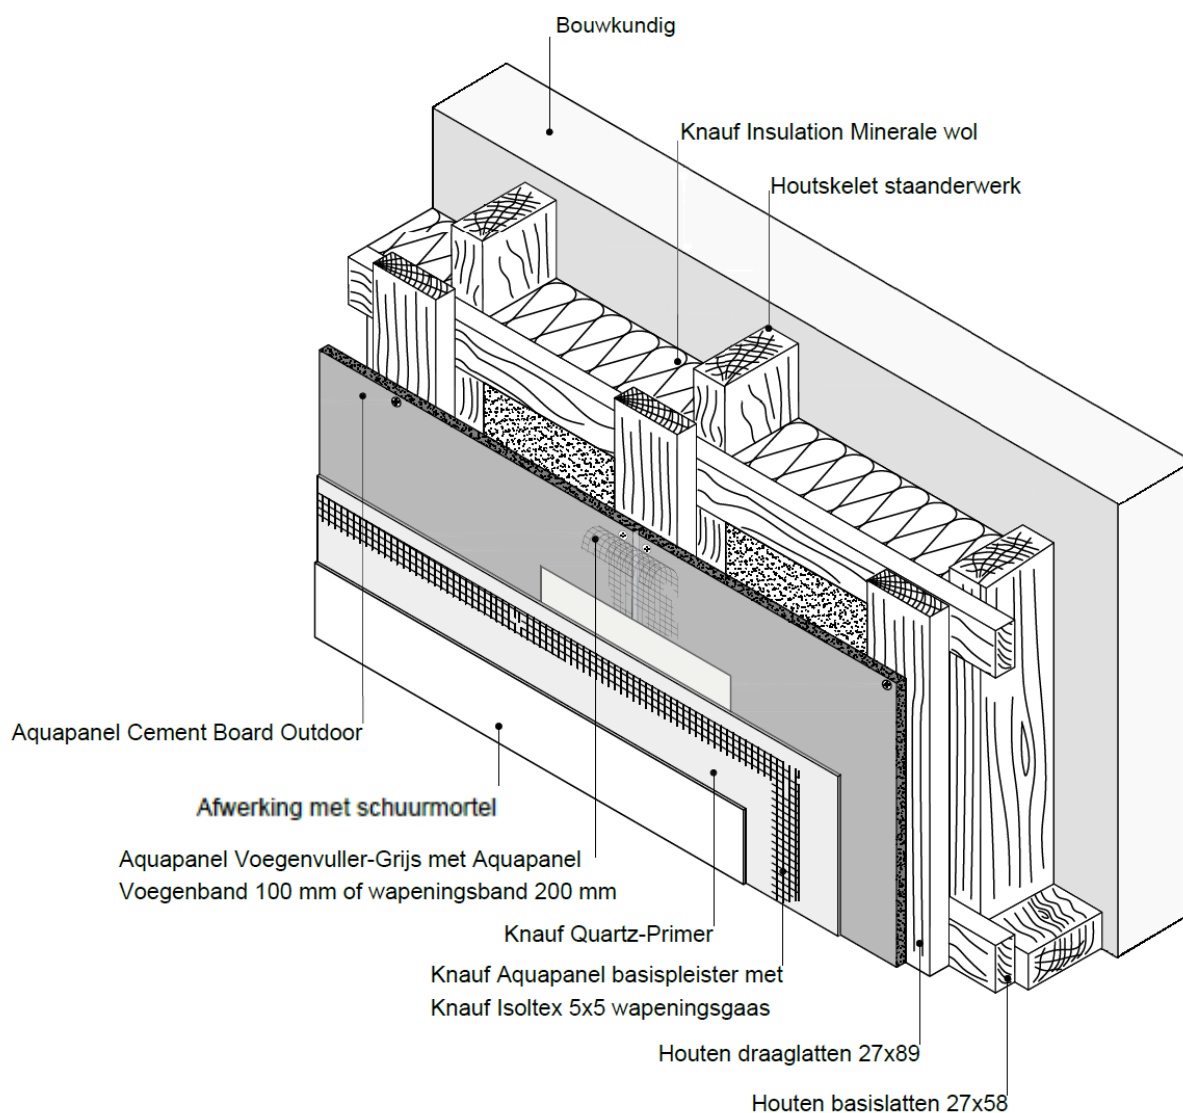 Bouwkundig
Knauf Insulation Minerale wol
Houtskelet staanderwerk
Aquapanel Cement Board Outdoor
Afwerking met schuurmortel
Aquapanel Voegenvuller-Grijs met Aquapanel
Voegenband 100 mm of wapeningsband 200 mm
Knauf Quartz-Primer
Knauf Aquapanel basispleister met
Knauf Isoltex 5x5 wapeningsgaas
Houten draaglatten 27x89
Houten basislatten 27x58